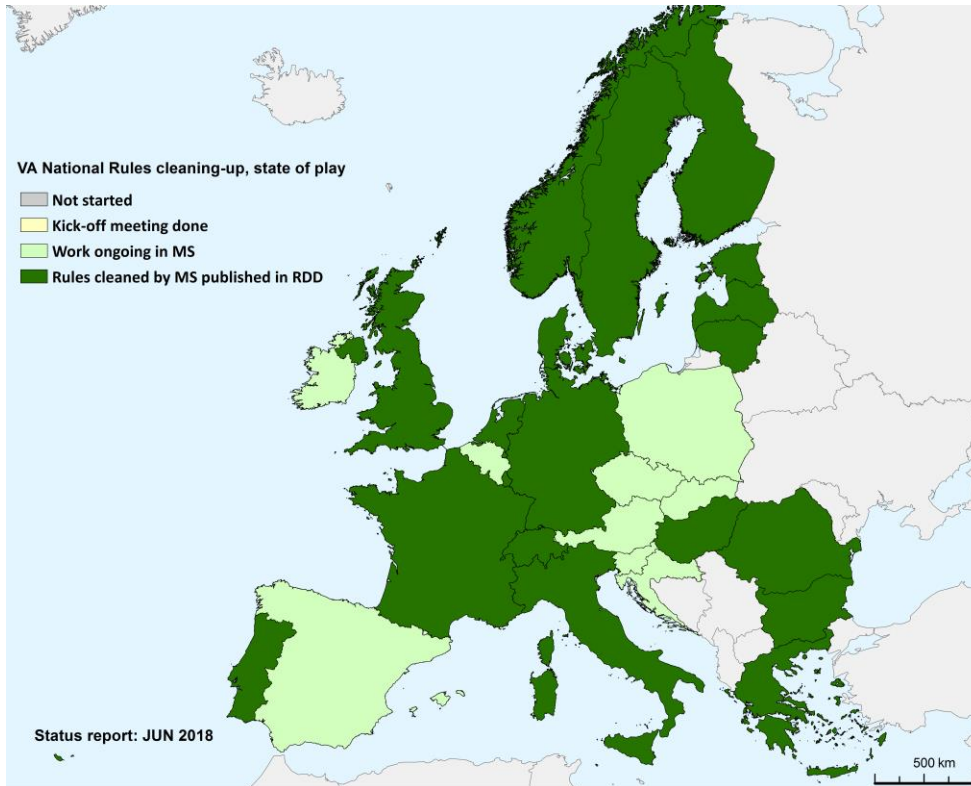 VA National Rules cleaning-up, state of play
Not started
Kick-off meeting done
Work ongoing in MS
Rules cleaned by MS published in RDD
Status report: JUN 2018
500 km